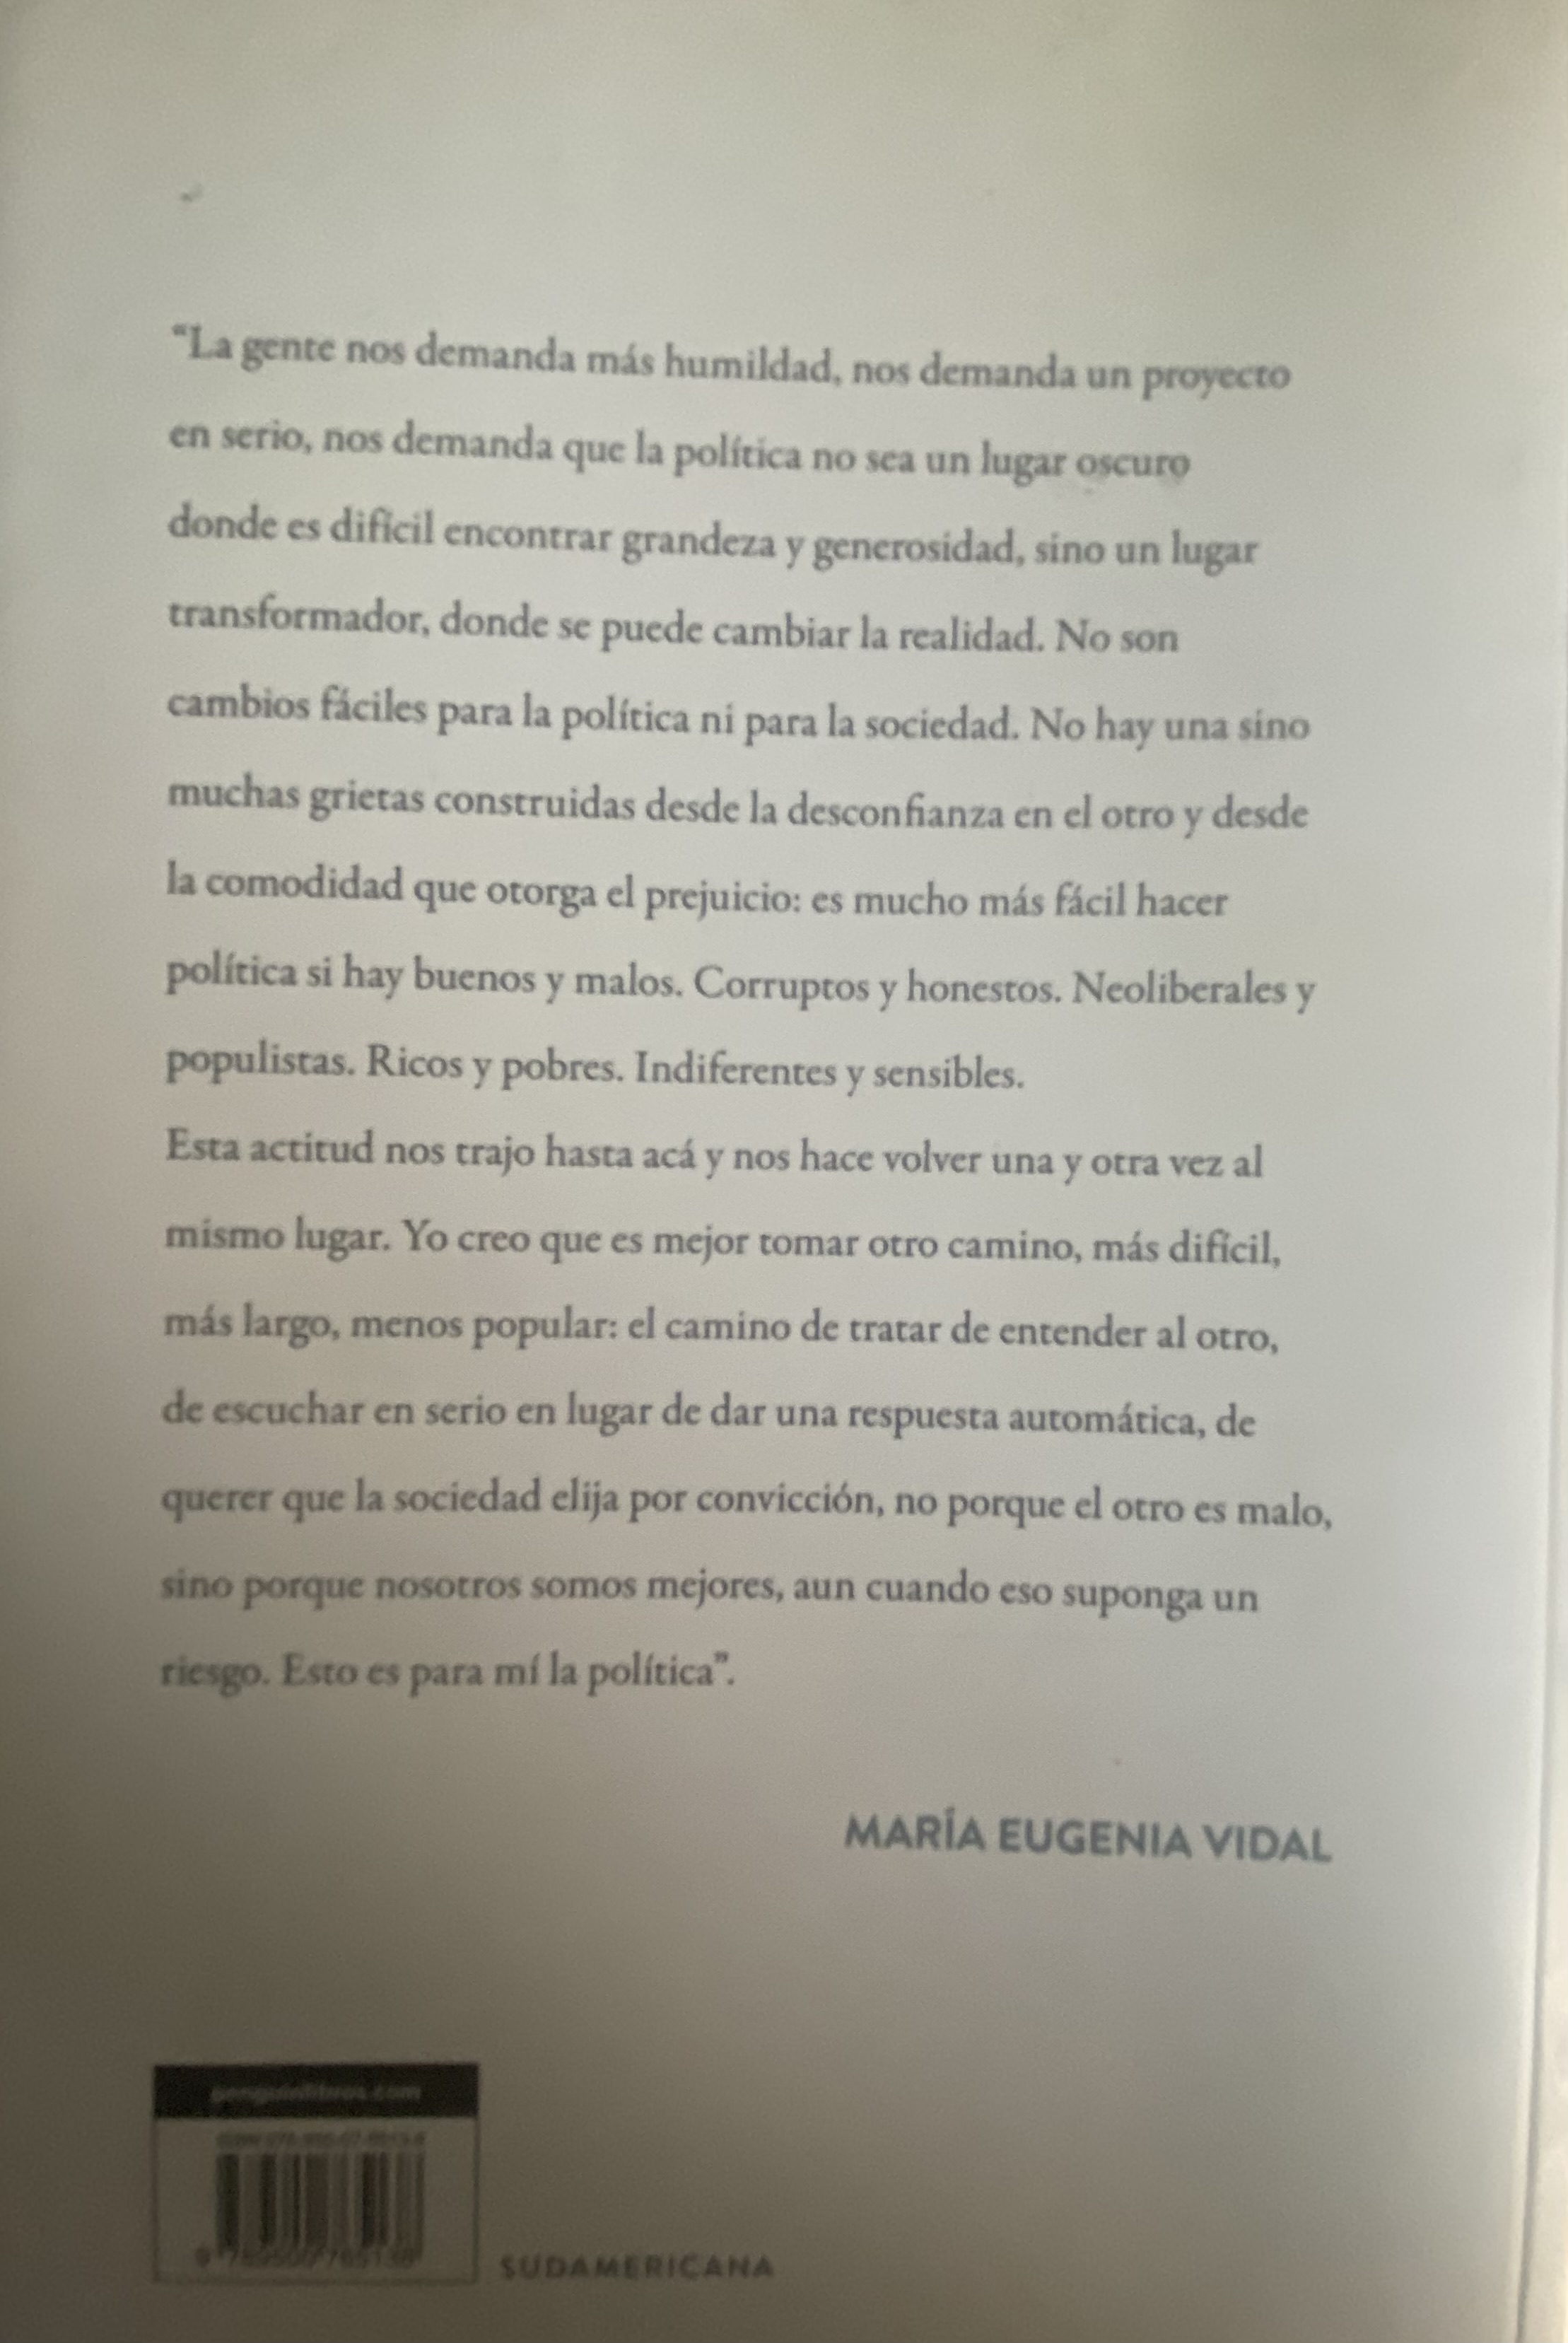 “La gente nos demanda más humildad, nos demanda un proyecto
en serio, nos demanda que la política no sea un lugar oscuro
donde es difícil encontrar grandeza y generosidad, sino un lugar
transformador, donde se puede cambiar la realidad. No son
cambios fáciles para la política ni para la sociedad. No hay una sino
muchas grietas construidas desde la desconfianza en el otro y desde
la comodidad que otorga el prejuicio: es mucho más fácil hacer
política si hay buenos y malos. Corruptos y honestos. Neoliberales y
populistas. Ricos y pobres. Indiferentes y sensibles.
Esta actitud nos trajo hasta acá y nos hace volver una y otra vez al
mismo lugar. Yo creo que es mejor tomar otro camino, más difícil,
más largo, menos popular: el camino de tratar de entender al otro,
de escuchar en serio en lugar de dar una respuesta automática, de
querer que la sociedad elija por convicción, no porque el otro es malo,
sino porque nosotros somos mejores, aun cuando eso suponga un
riesgo. Esto es para mí la política”.
MARÍA EUGENIA VIDAL
penguinlibros.com
SUDAMERICANA